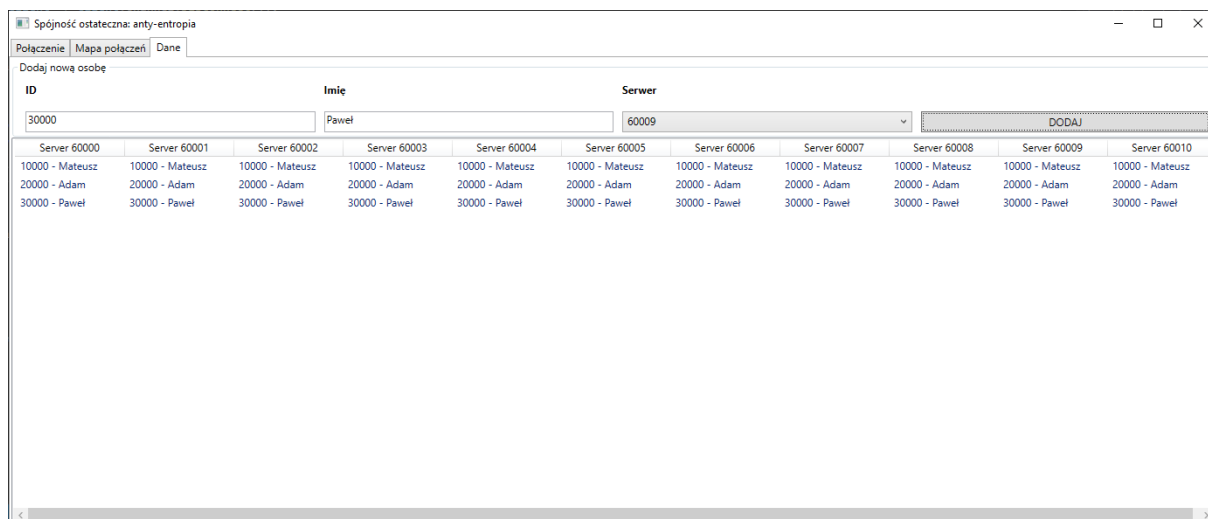 Spójność ostateczna: anty-entropia
Połączenie Mapa połączeń Dane
Dodaj nową osobę
ID Imię Serwer
30000 Paweł 60009 DODAJ
Server 60000 Server 60001 Server 60002 Server 60003 Server 60004 Server 60005 Server 60006 Server 60007 Server 60008 Server 60009 Server 60010
10000 - Mateusz 10000 - Mateusz 10000 - Mateusz 10000 - Mateusz 10000 - Mateusz 10000 - Mateusz 10000 - Mateusz 10000 - Mateusz 10000 - Mateusz 10000 - Mateusz 10000 - Mateusz
20000 - Adam 20000 - Adam 20000 - Adam 20000 - Adam 20000 - Adam 20000 - Adam 20000 - Adam 20000 - Adam 20000 - Adam 20000 - Adam 20000 - Adam
30000 - Paweł 30000 - Paweł 30000 - Paweł 30000 - Paweł 30000 - Paweł 30000 - Paweł 30000 - Paweł 30000 - Paweł 30000 - Paweł 30000 - Paweł 30000 - Paweł